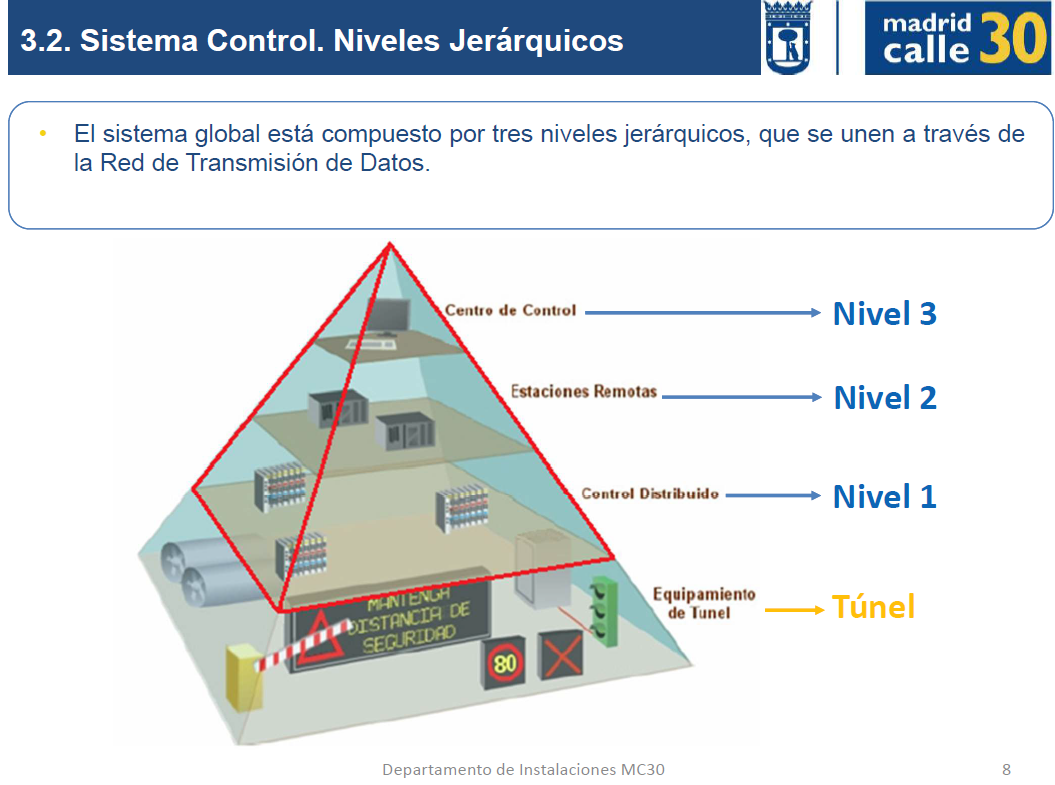 3.2. Sistema Control. Niveles Jerárquicos
madrid
calle 30
• El sistema global está compuesto por tres niveles jerárquicos, que se unen a través de
la Red de Transmisión de Datos.
Centro de Control
Nivel 3
Estaciones Remotas
Nivel 2
Control Distribuido
Nivel 1
Equipamiento
de Tunel
Túnel
MANTENGA
DISTANCIA DE
SEGURIDAD
80
Departamento de Instalaciones MC30
8